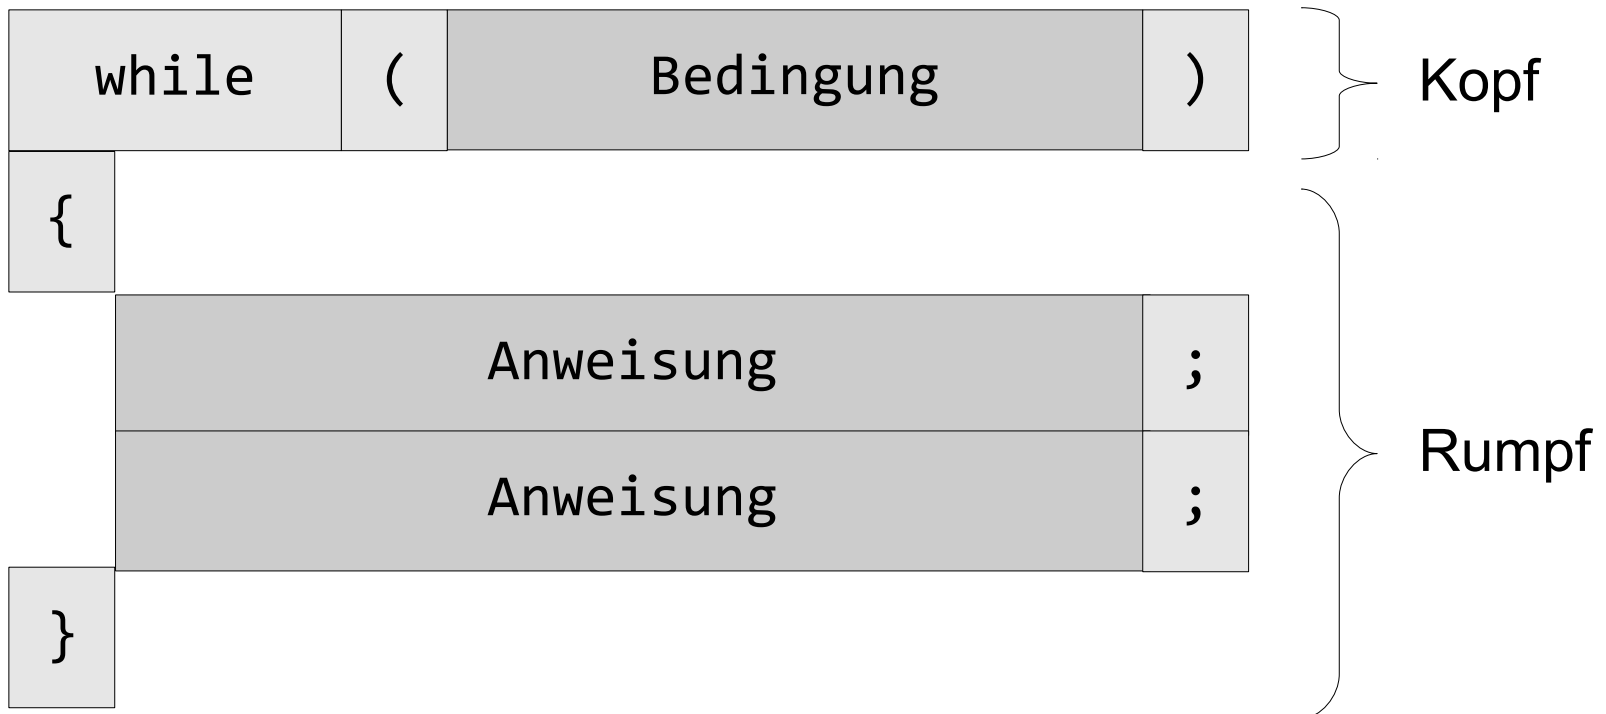 while ( Bedingung ) Kopf
{
Anweisung ;
Rumpf
Anweisung ;
}